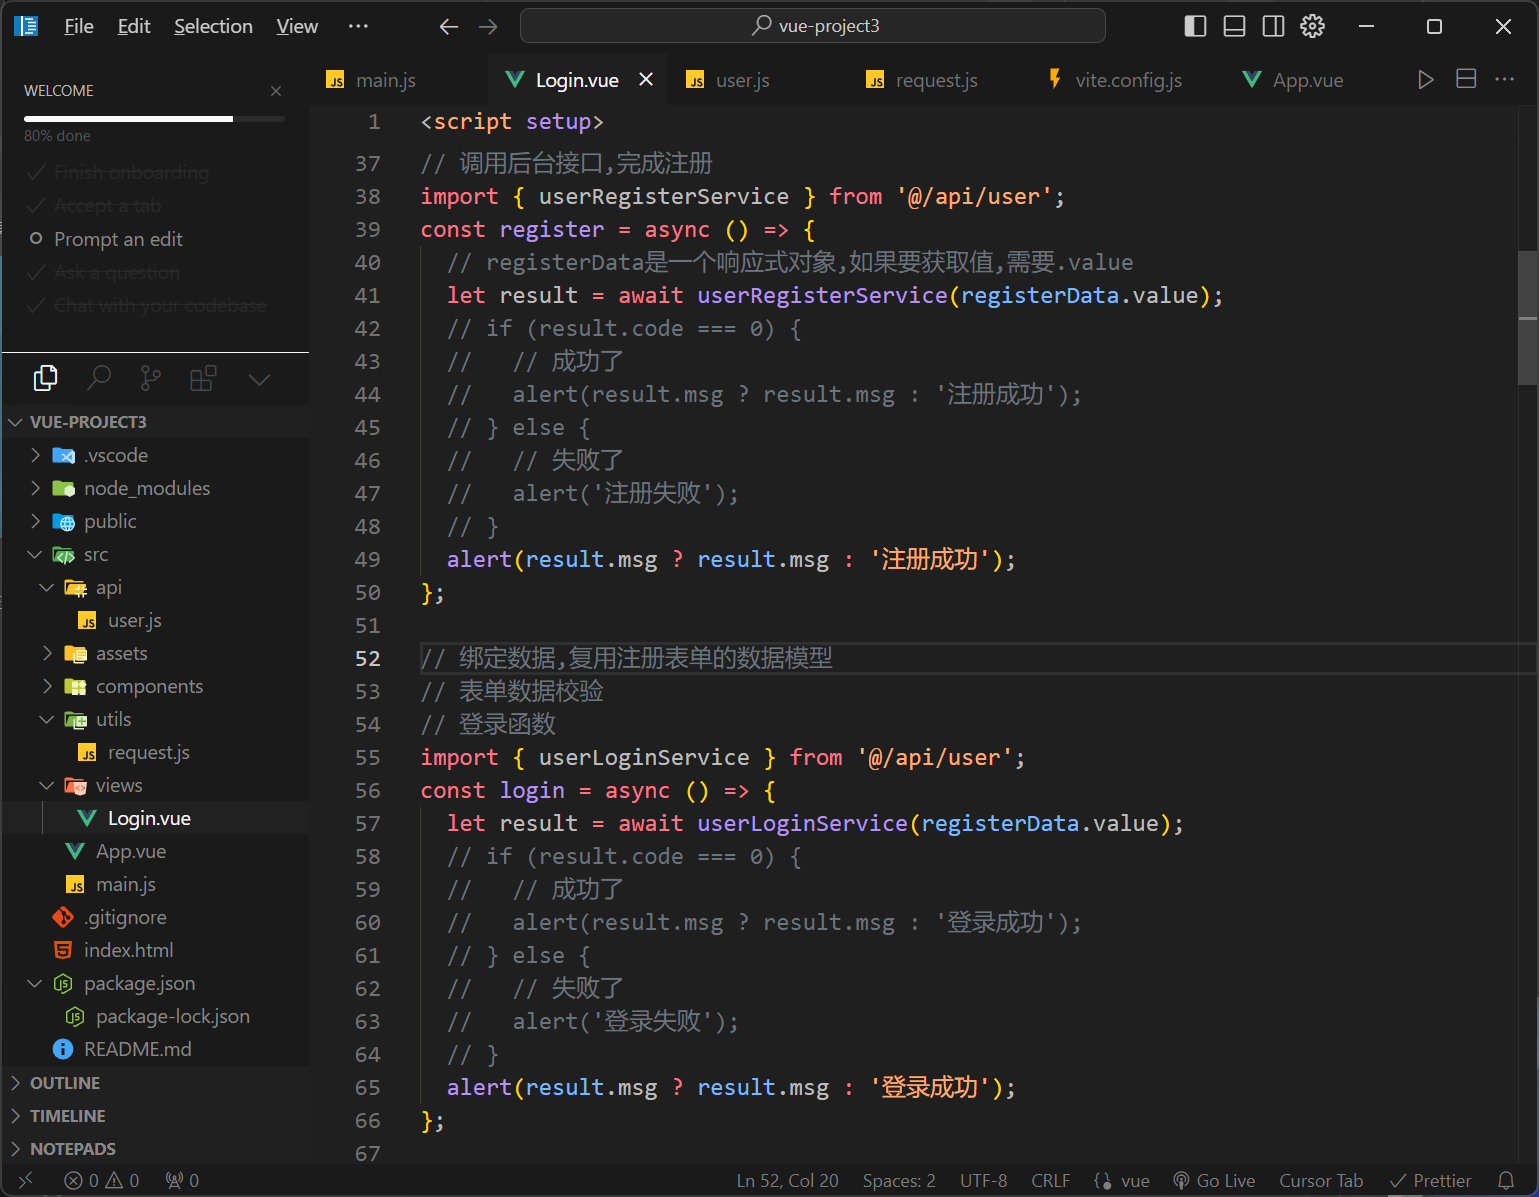 File Edit Selection View ··· vue-project3
WELCOME
80% done
Finish onboarding
Accept a tab
Prompt an edit
Ask a question
Chat with your codebase
VUE-PROJECT3
.vscode
node_modules
public
src
api
user.js
assets
components
utils
request.js
views
Login.vue
App.vue
main.js
.gitignore
index.html
package.json
package-lock.json
README.md
OUTLINE
TIMELINE
NOTEPADS
main.js Login.vue user.js request.js vite.config.js App.vue
1 <script setup>
37 // 调用后台接口,完成注册
38 import { userRegisterService } from '@/api/user';
39 const register = async () => {
40 // registerData是一个响应式对象,如果要获取值,需要.value
41 let result = await userRegisterService(registerData.value);
42 // if (result.code === 0) {
43 // // 成功了
44 // alert(result.msg ? result.msg : '注册成功');
45 // } else {
46 // // 失败了
47 // alert('注册失败');
48 // }
49 alert(result.msg ? result.msg : '注册成功');
50 };
51
52 // 绑定数据,复用注册表单的数据模型
53 // 表单数据校验
54 // 登录函数
55 import { userLoginService } from '@/api/user';
56 const login = async () => {
57 let result = await userLoginService(registerData.value);
58 // if (result.code === 0) {
59 // // 成功了
60 // alert(result.msg ? result.msg : '登录成功');
61 // } else {
62 // // 失败了
63 // alert('登录失败');
64 // }
65 alert(result.msg ? result.msg : '登录成功');
66 };
67
0 0 0 Ln 52, Col 20 Spaces: 2 UTF-8 CRLF vue Go Live Cursor Tab Prettier